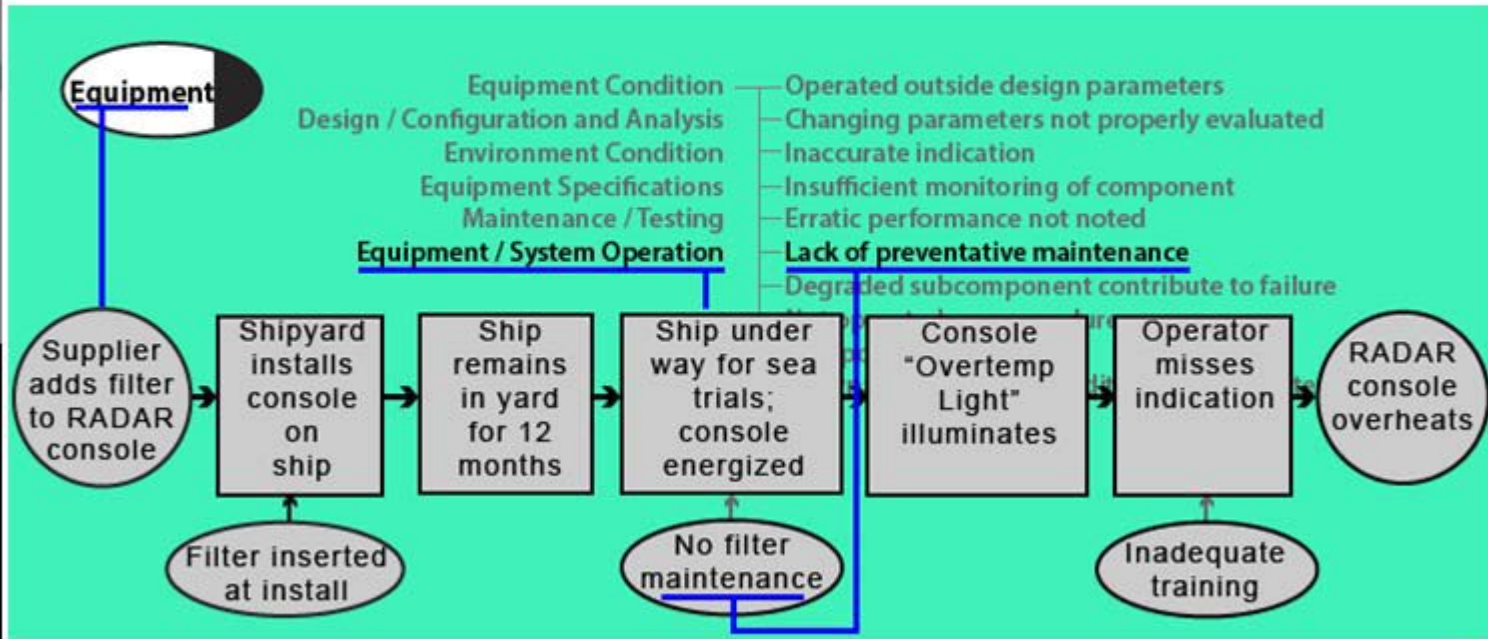 Equipment
Equipment Condition
Design / Configuration and Analysis
Environment Condition
Equipment Specifications
Maintenance / Testing
Equipment / System Operation
Operated outside design parameters
Changing parameters not properly evaluated
Inaccurate indication
Insufficient monitoring of component
Erratic performance not noted
Lack of preventative maintenance
Degraded subcomponent contribute to failure
Supplier
adds filter
to RADAR
console
Shipyard
installs
console
on
ship
Ship
remains
in yard
for 12
months
Ship under
way for sea
trials;
console
energized
Console
“Overtemp
Light”
illuminates
Operator
misses
indication
RADAR
console
overheats
Filter inserted
at install
No filter
maintenance
Inadequate
training